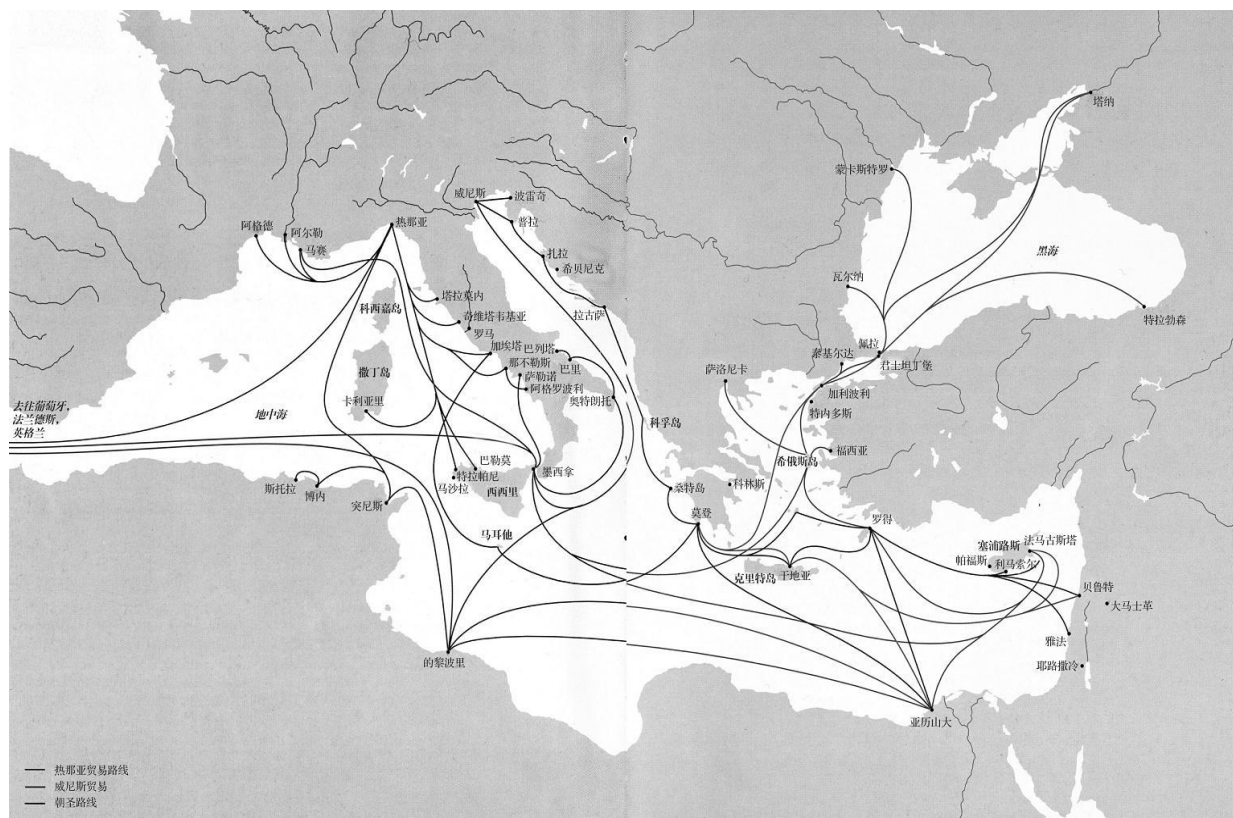 塔纳
蒙卡斯特罗
威尼斯
波雷奇
阿格德
阿尔勒
热那亚
普拉
马赛
扎拉
黑海
希贝尼克
瓦尔纳
塔拉莫内
科西嘉岛
奇维塔韦基亚
拉古萨
特拉勃森
罗马
佩拉
加埃塔
巴列塔
泰基尔达
君士坦丁堡
那不勒斯
巴里
萨洛尼卡
撒丁岛
萨勒诺
阿格罗波利
奥特朗托
加利波利
卡利亚里
特内多斯
去往葡萄牙,
法兰德斯,
英格兰
地中海
科孚岛
福西亚
希俄斯岛
巴勒莫
墨西拿
特拉帕尼
斯托拉
博内
马沙拉
西西里
桑特岛
科林斯
突尼斯
莫登
罗得
马耳他
塞浦路斯
法马古斯塔
帕福斯
利马索尔
克里特岛
干地亚
贝鲁特
大马士革
雅法
的黎波里
耶路撒冷
亚历山大
热那亚贸易路线
威尼斯贸易
朝圣路线